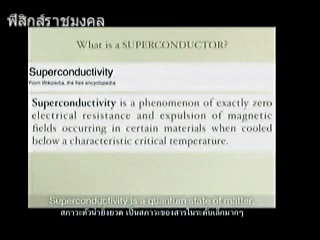 ฟิสิกส์ราชมงคล
What is a SUPERCONDUCTOR?
Superconductivity
From Wikipedia, the free encyclopedia
Superconductivity is a phenomenon of exactly zero
electrical resistance and expulsion of magnetic
fields occurring in certain materials when cooled
below a characteristic critical temperature.
Superconductivity is a quantum state of matter,
สภาวะตัวนำยิ่งยวด เป็นสภาวะของสารในระดับเล็กมากๆ